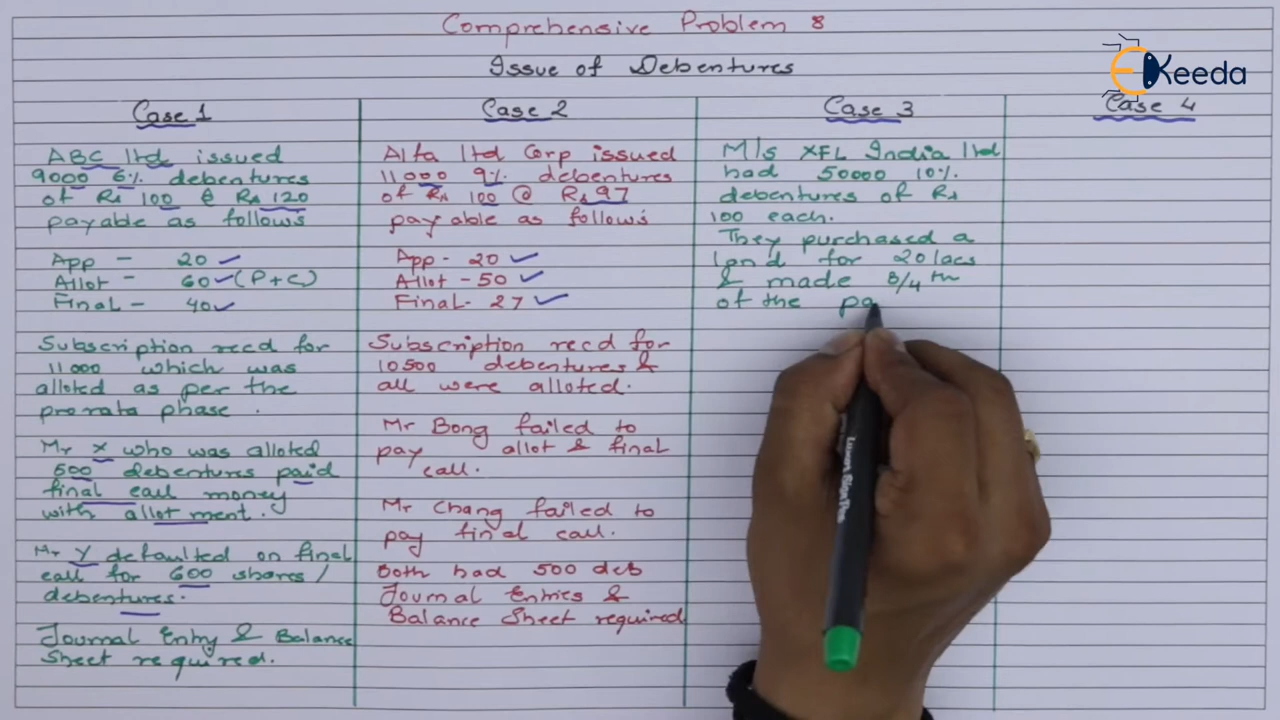 Comprehensive Problem 8
Issue of Debentures
EKeeda
Case 1
ABC ltd issued
9000 6% debentures
of Rs 100 @ Rs 120
payable as follows
App - 20
Allot - 60 (P+C)
Final - 40
Subscription recd for
11000 which was
alloted as per the
prorata phase.
Mr X who was alloted
500 debentures paid
final call money
with allotment.
Mr Y defaulted on final
call for 600 shares/
debentures.
Journal Entry & Balance
Sheet required.
Case 2
Alfa ltd Corp issued
11000 9% debentures
of Rs 100 @ Rs 97
payable as follows
App - 20
Allot - 50
Final - 27
Subscription recd for
10500 debentures &
all were alloted.
Mr Bong failed to
pay allot & final
call.
Mr Chang failed to
pay final call.
Both had 500 deb
Journal Entries &
Balance Sheet required
Case 3
M/s XFL India ltd
had 50000 10%
debentures of Rs
100 each.
They purchased a
land for 20 lacs
& made 3/4th
of the pa
Case 4
Luxor Sign Pen